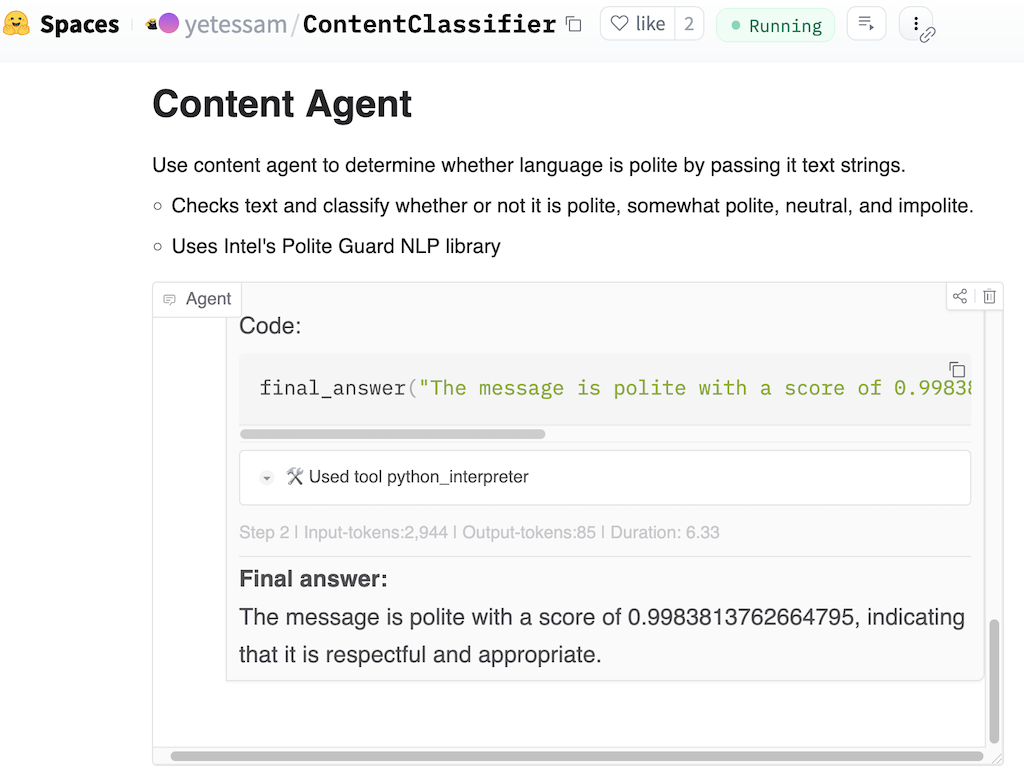 Spaces yetessam/ContentClassifier like 2 Running
Content Agent
Use content agent to determine whether language is polite by passing it text strings.
Checks text and classify whether or not it is polite, somewhat polite, neutral, and impolite.
Uses Intel's Polite Guard NLP library
Agent
Code:
final_answer("The message is polite with a score of 0.99838
Used tool python_interpreter
Step 2 | Input-tokens:2,944 | Output-tokens:85 | Duration: 6.33
Final answer:
The message is polite with a score of 0.9983813762664795, indicating
that it is respectful and appropriate.